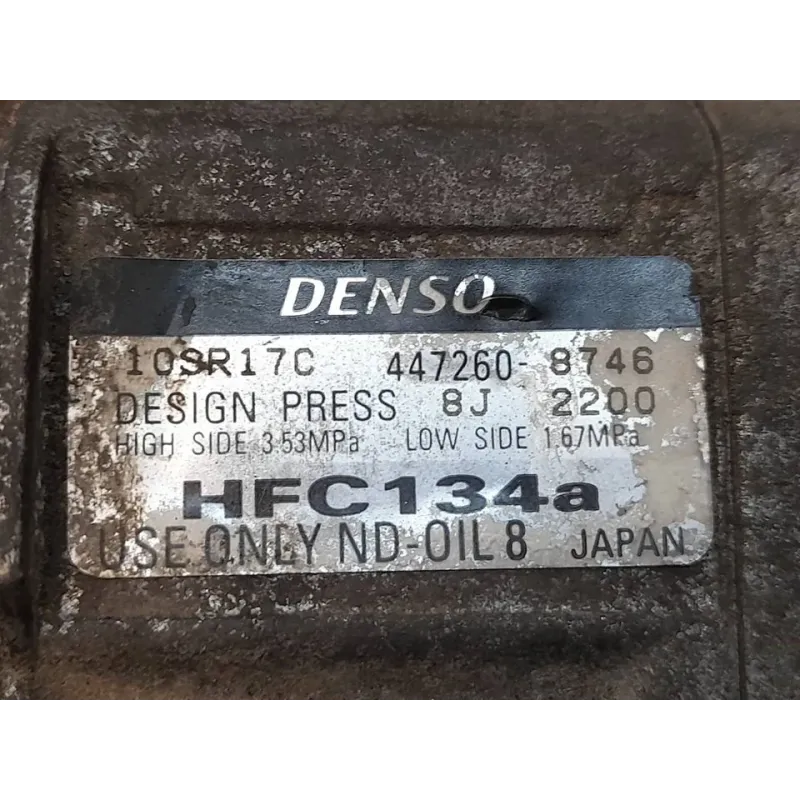 DENSO
10SR17C 447260-8746
DESIGN PRESS 8J 2200
HIGH SIDE 3.53MPa LOW SIDE 1.67MPa
HFC134a
USE ONLY ND-OIL 8 JAPAN